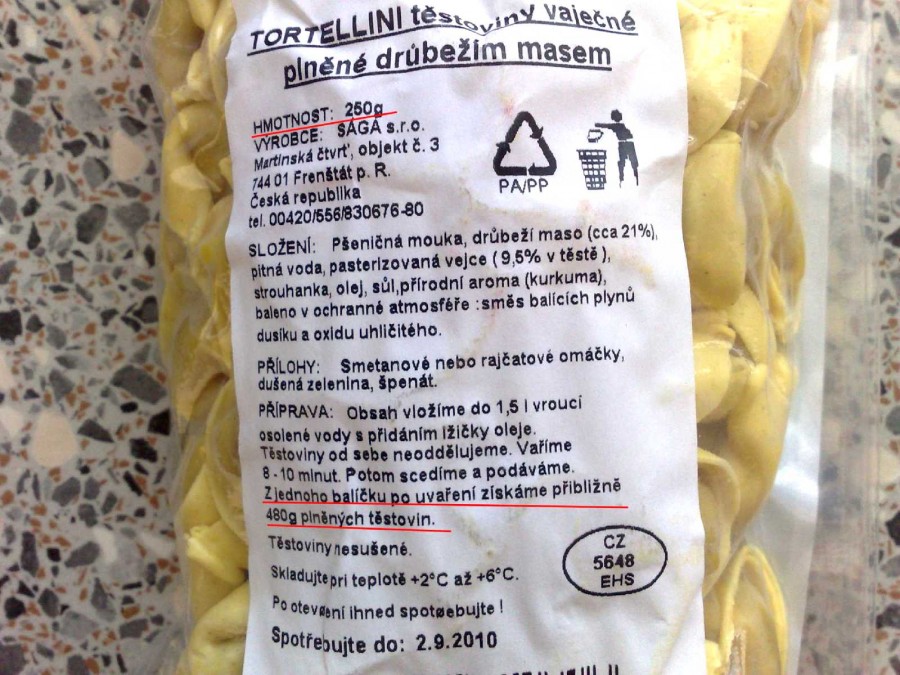 TORTELLINI těstoviny vaječné
plněné drůbežím masem
HMOTNOST: 250g
VÝROBCE: SAGA s.r.o.
Martinská čtvrť, objekt č. 3
744 01 Frenštát p. R.
Česká republika
tel. 00420/556/830676-80
PA/PP
SLOŽENÍ: Pšeničná mouka, drůbeží maso (cca 21%),
pitná voda, pasterizovaná vejce ( 9,5% v těstě ),
strouhanka, olej, sůl,přírodní aroma (kurkuma),
baleno v ochranné atmosféře :směs balících plynů
dusíku a oxidu uhličitého.
PŘÍLOHY: Smetanové nebo rajčatové omáčky,
dušená zelenina, špenát.
PŘÍPRAVA: Obsah vložíme do 1,5 l vroucí
osolené vody s přidáním lžičky oleje.
Těstoviny od sebe neoddělujeme. Vaříme
8 - 10 minut. Potom scedíme a podáváme.
Z jednoho balíčku po uvaření získáme přibližně
480g plněných těstovin.
Těstoviny nesušené.
Skladujte při teplotě +2°C až +6°C.
Po otevøení ihned spotøebujte !
Spotřebujte do: 2.9.2010
CZ
5648
EHS